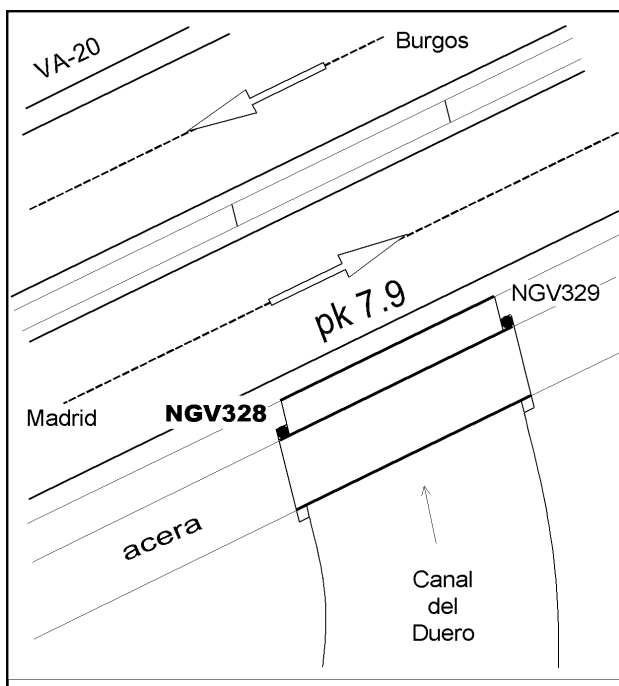 VA-20
Burgos
pk 7.9
NGV329
Madrid
NGV328
acera
Canal
del
Duero